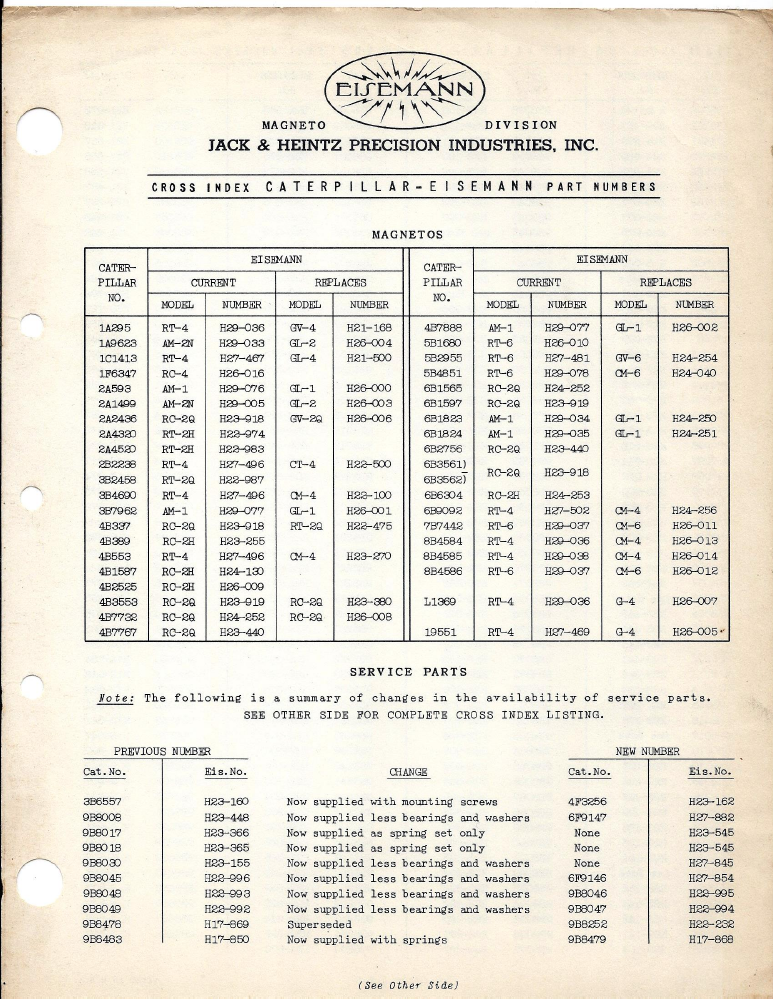 EISEMANN
MAGNETO DIVISION
JACK & HEINTZ PRECISION INDUSTRIES, INC.
CROSS INDEX CATERPILLAR-EISEMANN PART NUMBERS
MAGNETOS
CATER-PILLAR NO. EISEMANN CATER-PILLAR NO. EISEMANN
CURRENT REPLACES CURRENT REPLACES
MODEL NUMBER MODEL NUMBER MODEL NUMBER MODEL NUMBER
1A295 RT-4 H29-036 GV-4 H21-168 4B7888 AM-1 H29-077 GL-1 H26-002
1A9623 AM-2N H29-033 GL-2 H26-004 5B1680 RT-6 H26-010
1C1413 RT-4 H27-467 GL-4 H21-500 5B2955 RT-6 H27-481 GV-6 H24-254
1F6347 RC-4 H26-016 5B4851 RT-6 H29-078 CM-6 H24-040
2A593 AM-1 H29-076 GL-1 H26-000 6B1565 RC-2Q H24-252
2A1499 AM-2N H29-005 GL-2 H26-003 6B1597 RC-2Q H23-919
2A2436 RC-2Q H23-918 GV-2Q H26-006 6B1823 AM-1 H29-034 GL-1 H24-250
2A4320 RT-2H H23-974 6B1824 AM-1 H29-035 GL-1 H24-251
2A4520 RT-2H H23-983 6B2756 RC-2Q H23-440
2B2238 RT-4 H27-496 CT-4 H22-500 6B3561)
3B2458 RT-2Q H22-987 6B3562) RC-2Q H23-918
3B4690 RT-4 H27-496 CM-4 H23-100 6B6304 RC-2H H24-253
3B7962 AM-1 H29-077 GL-1 H26-001 6B9092 RT-4 H27-502 CM-4 H24-256
4B337 RC-2Q H23-918 RT-2Q H22-475 7B7442 RT-6 H29-037 CM-6 H26-011
4B389 RC-2H H23-255 8B4584 RT-4 H29-036 CM-4 H26-013
4B553 RT-4 H27-496 CM-4 H23-270 8B4585 RT-4 H29-038 CM-4 H26-014
4B1587 RC-2H H24-130 8B4586 RT-6 H29-037 CM-6 H26-012
4B2525 RC-2H H26-009
4B3553 RC-2Q H23-919 RC-2Q H23-380 L1369 RT-4 H29-036 G-4 H26-007
4B7732 RC-2Q H24-252 RC-2Q H26-008
4B7767 RC-2Q H23-440 19551 RT-4 H27-469 G-4 H26-005
SERVICE PARTS
Note: The following is a summary of changes in the availability of service parts.
SEE OTHER SIDE FOR COMPLETE CROSS INDEX LISTING.
PREVIOUS NUMBER NEW NUMBER
Cat.No. Eis.No. CHANGE Cat.No. Eis.No.
3B6557 H23-160 Now supplied with mounting screws 4F3256 H23-162
9B8008 H23-448 Now supplied less bearings and washers 6F9147 H27-882
9B8017 H23-366 Now supplied as spring set only None H23-545
9B8018 H23-365 Now supplied as spring set only None H23-545
9B8030 H23-155 Now supplied less bearings and washers None H27-845
9B8045 H22-996 Now supplied less bearings and washers 6F9146 H27-854
9B8048 H22-993 Now supplied less bearings and washers 9B8046 H22-995
9B8049 H22-992 Now supplied less bearings and washers 9B8047 H22-994
9B8478 H17-869 Superseded 9B8252 H22-232
9B8483 H17-850 Now supplied with springs 9B8479 H17-868
(See Other Side)